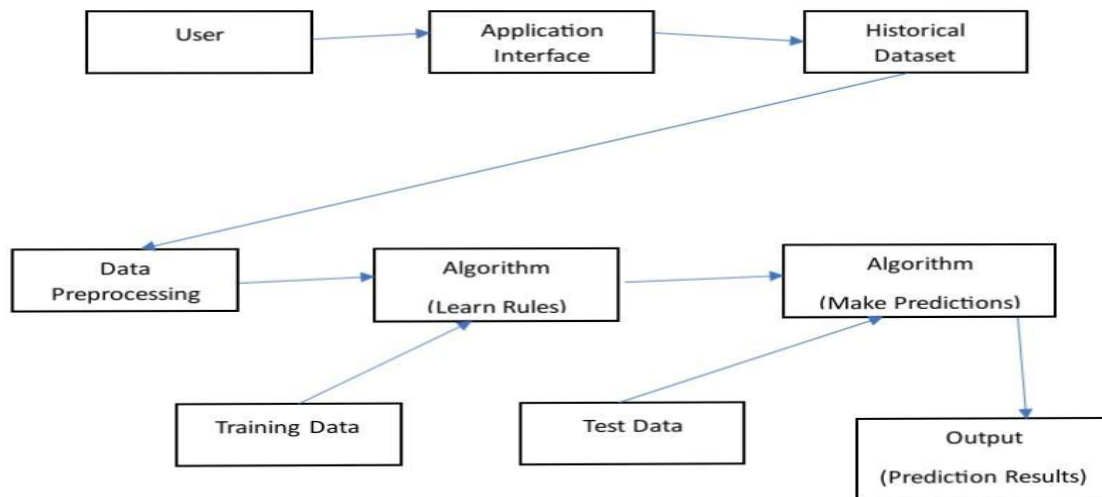 User
Application
Interface
Historical
Dataset
Data
Preprocessing
Algorithm
(Learn Rules)
Algorithm
(Make Predictions)
Training Data
Test Data
Output
(Prediction Results)